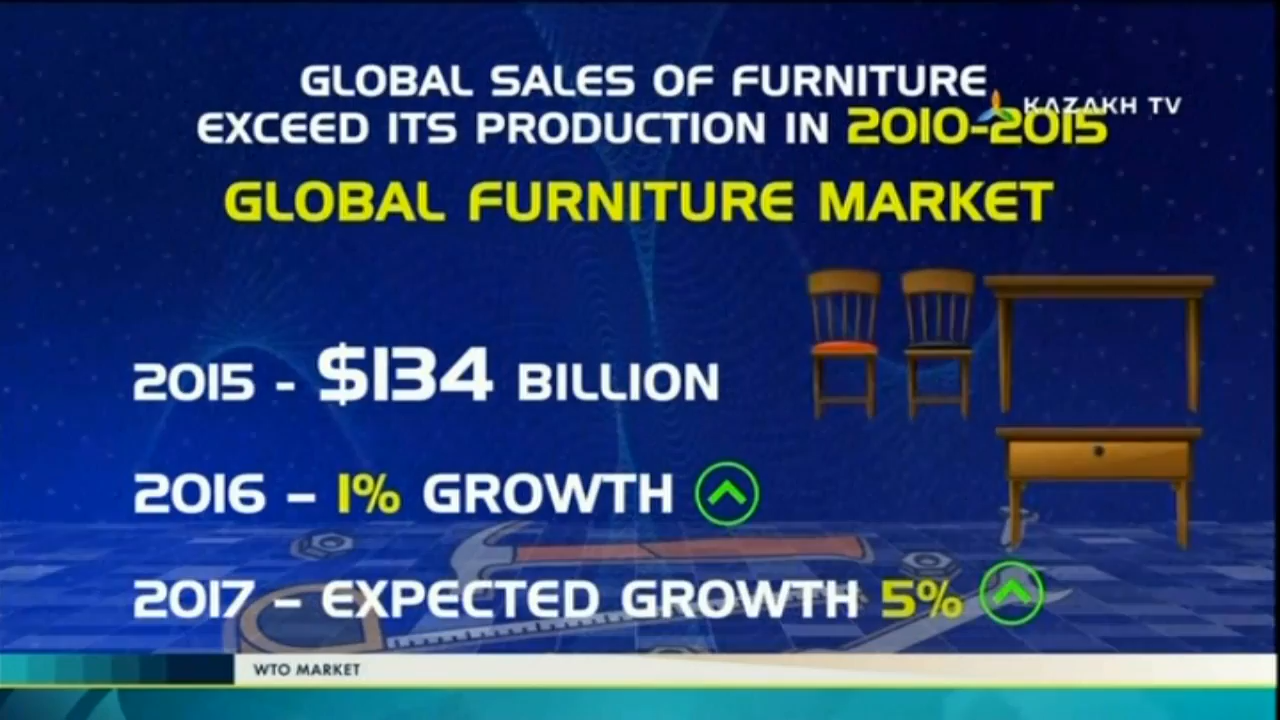 GLOBAL SALES OF FURNITURE
KAZAKH TV
EXCEED ITS PRODUCTION IN 2010-2015
GLOBAL FURNITURE MARKET
2015 - $134 BILLION
2016 – 1% GROWTH
2017 – EXPECTED GROWTH 5%
WTO MARKET